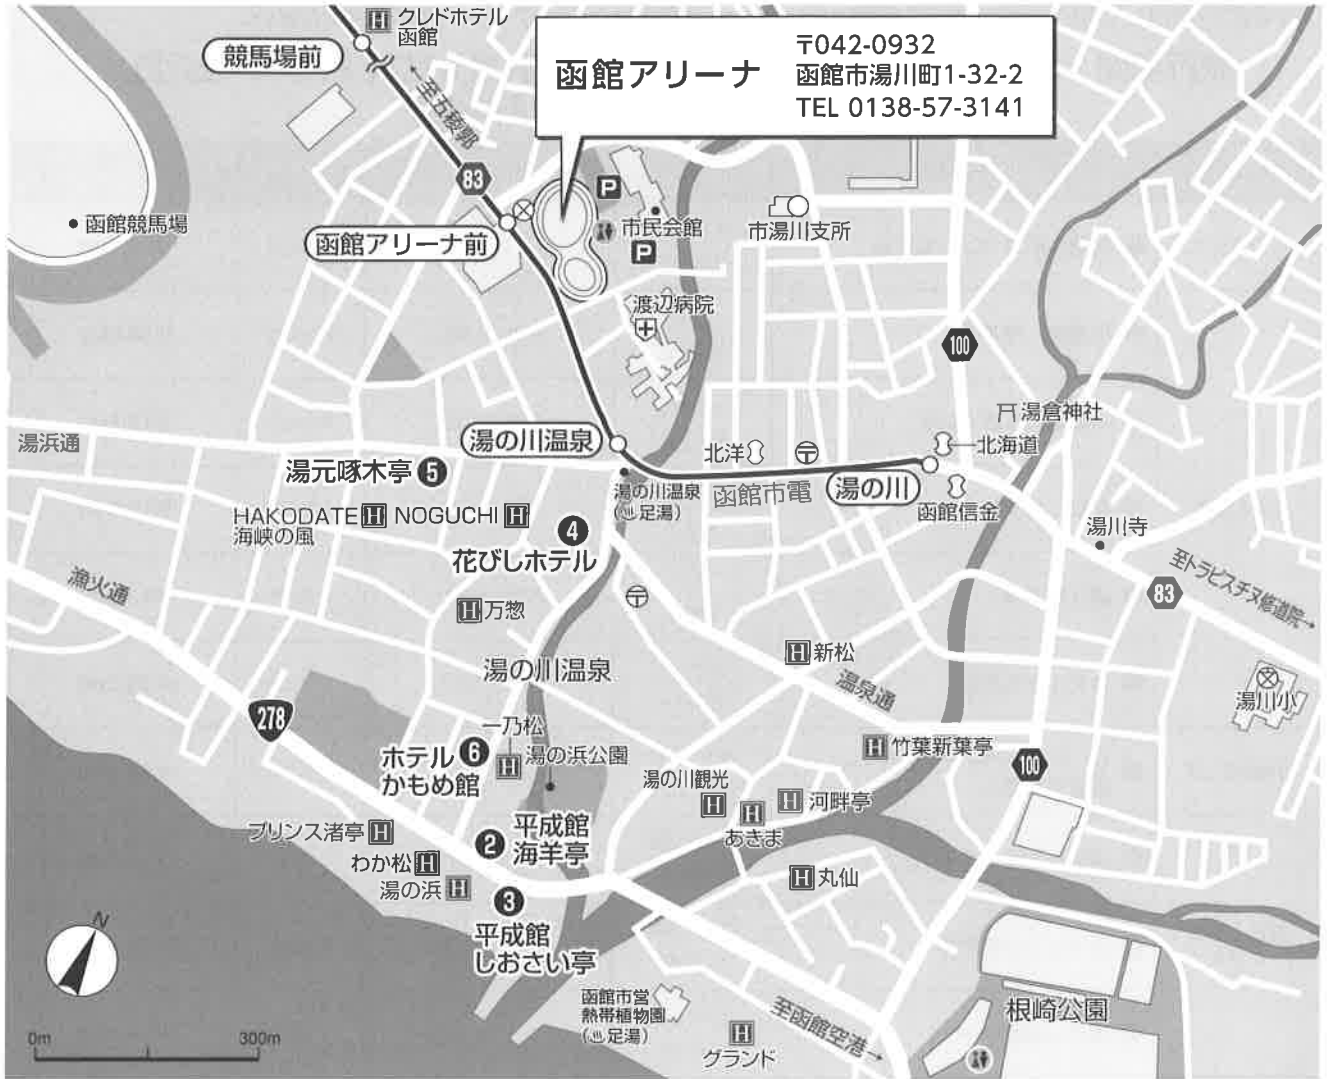 クレドホテル
函館
競馬場前
函館アリーナ
〒042-0932
函館市湯川町1-32-2
TEL 0138-57-3141
←至五稜郭
83
P
函館競馬場
函館アリーナ前
市民会館
P
市湯川支所
渡辺病院
100
湯倉神社
湯浜通
湯の川温泉
北洋
北海道
湯元啄木亭 5
湯の川温泉
(♨足湯)
函館市電
湯の川
函館信金
HAKODATE H NOGUCHI H
海峡の風
4
花びしホテル
湯川寺
至トラピスチヌ修道院→
83
漁火通
H 万惣
〒
H 新松
湯の川温泉
温泉通
湯川小
278
一乃松
ホテル 6
かもめ館
H 湯の浜公園
H 竹葉新葉亭
100
湯の川観光
H
H
あきま
H 河畔亭
プリンス渚亭 H
2 平成館
海羊亭
わか松 H
湯の浜 H
H 丸仙
3
平成館
しおさい亭
N
函館市営
熱帯植物園
(♨足湯)
至函館空港→
根崎公園
H
グランド
0m
300m